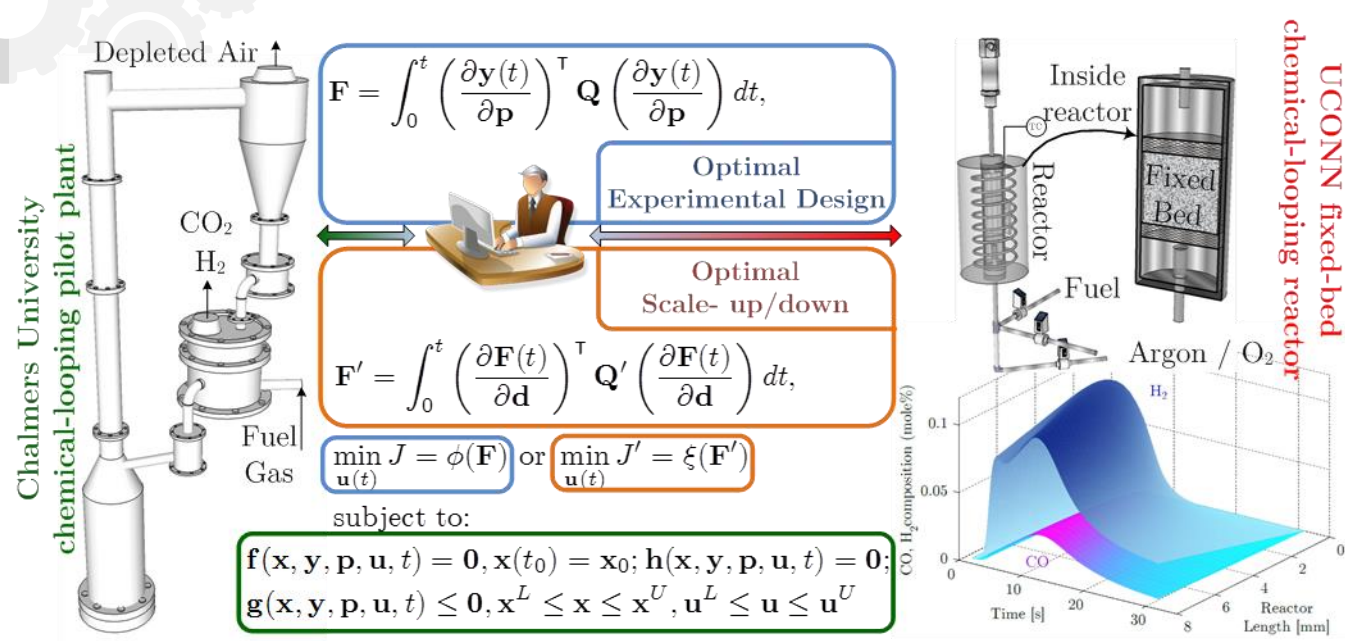 Chalmers University
chemical-looping pilot plant
Depleted Air
CO₂
H₂
Fuel
Gas
F = ∫₀ᵗ (∂y(t)/∂p)ᵀ Q (∂y(t)/∂p) dt,
Optimal
Experimental Design
Optimal
Scale- up/down
F′ = ∫₀ᵗ (∂F(t)/∂d)ᵀ Q′ (∂F(t)/∂d) dt,
min J = ϕ(F) or min J′ = ξ(F′)
u(t) u(t)
subject to:
f(x, y, p, u, t) = 0, x(t₀) = x₀; h(x, y, p, u, t) = 0;
g(x, y, p, u, t) ≤ 0, xᴸ ≤ x ≤ xᵁ, uᴸ ≤ u ≤ uᵁ
UCONN fixed-bed
chemical-looping reactor
Inside
reactor
TC
Reactor
Fixed
Bed
Fuel
Argon / O₂
CO, H₂composition (mole%)
0.1
0.05
0
H₂
CO
0
10
20
30
Time [s]
8
6
4
2
0
Reactor
Length [mm]